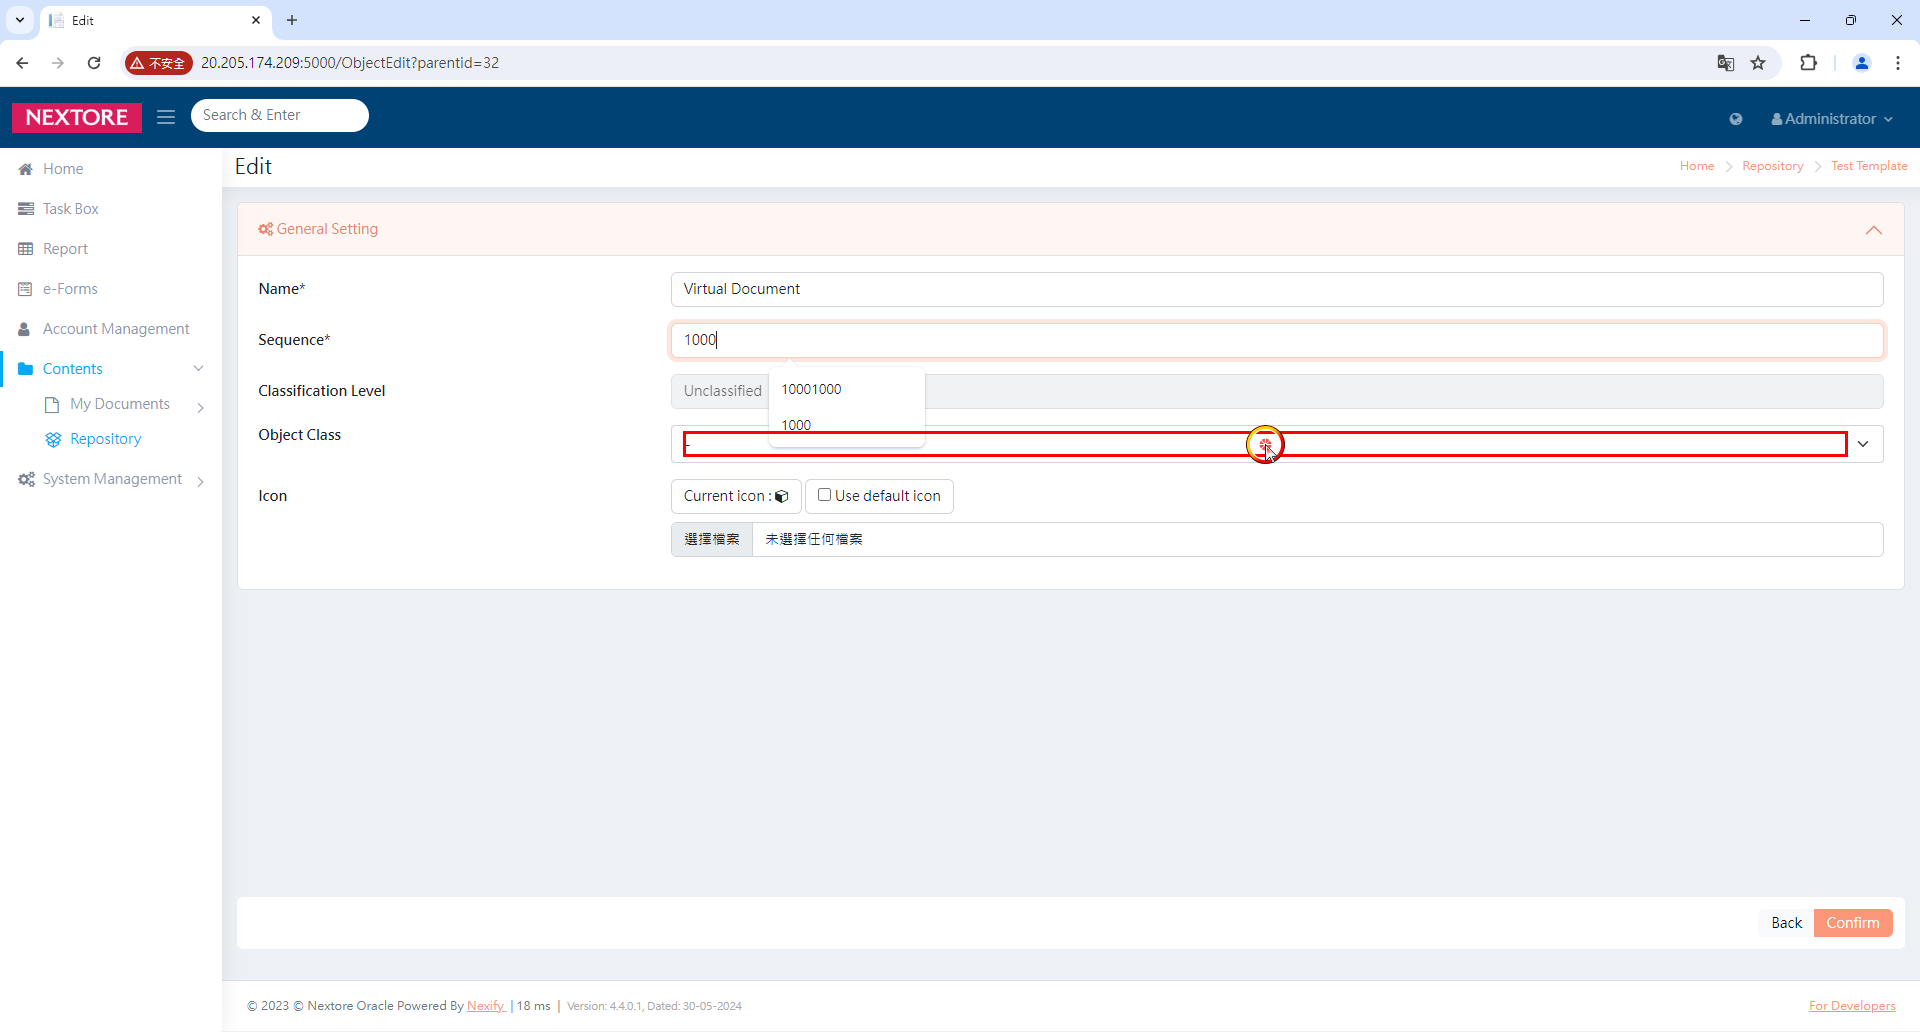 Edit
不安全
20.205.174.209:5000/ObjectEdit?parentid=32
NEXTORE
Search & Enter
Administrator
Home
Task Box
Report
e-Forms
Account Management
Contents
My Documents
Repository
System Management
Edit
Home
Repository
Test Template
General Setting
Name*
Virtual Document
Sequence*
1000
10001000
1000
Classification Level
Unclassified
Object Class
-
Icon
Current icon :
Use default icon
選擇檔案
未選擇任何檔案
Back
Confirm
© 2023 © Nextore Oracle Powered By Nexify | 18 ms | Version: 4.4.0.1, Dated: 30-05-2024
For Developers